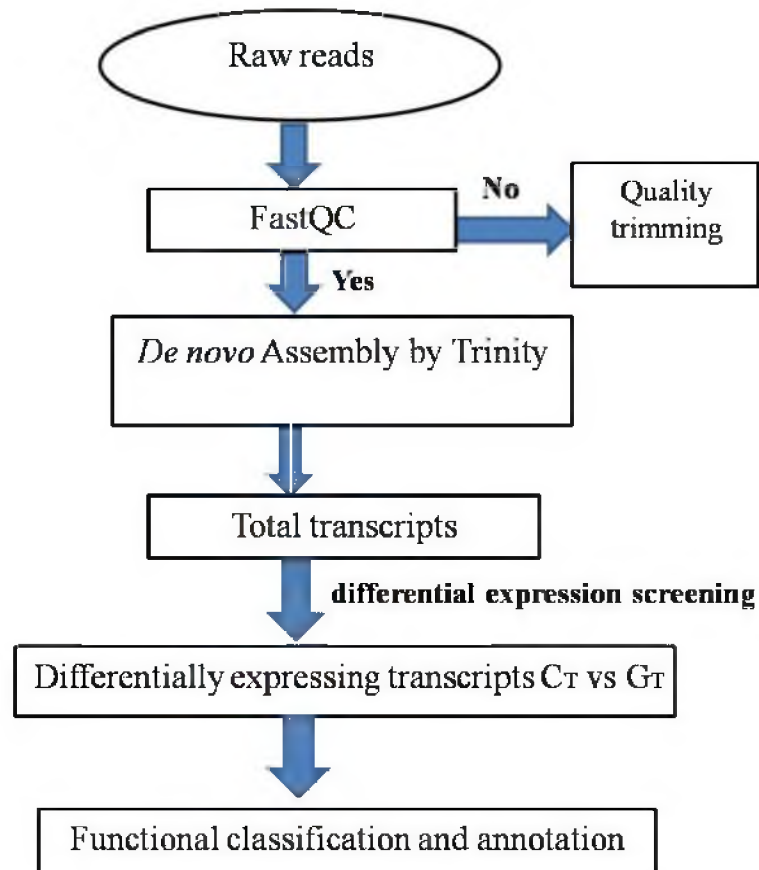 Raw reads
FastQC
No
Quality
trimming
Yes
De novo Assembly by Trinity
Total transcripts
differential expression screening
Differentially expressing transcripts CT vs GT
Functional classification and annotation